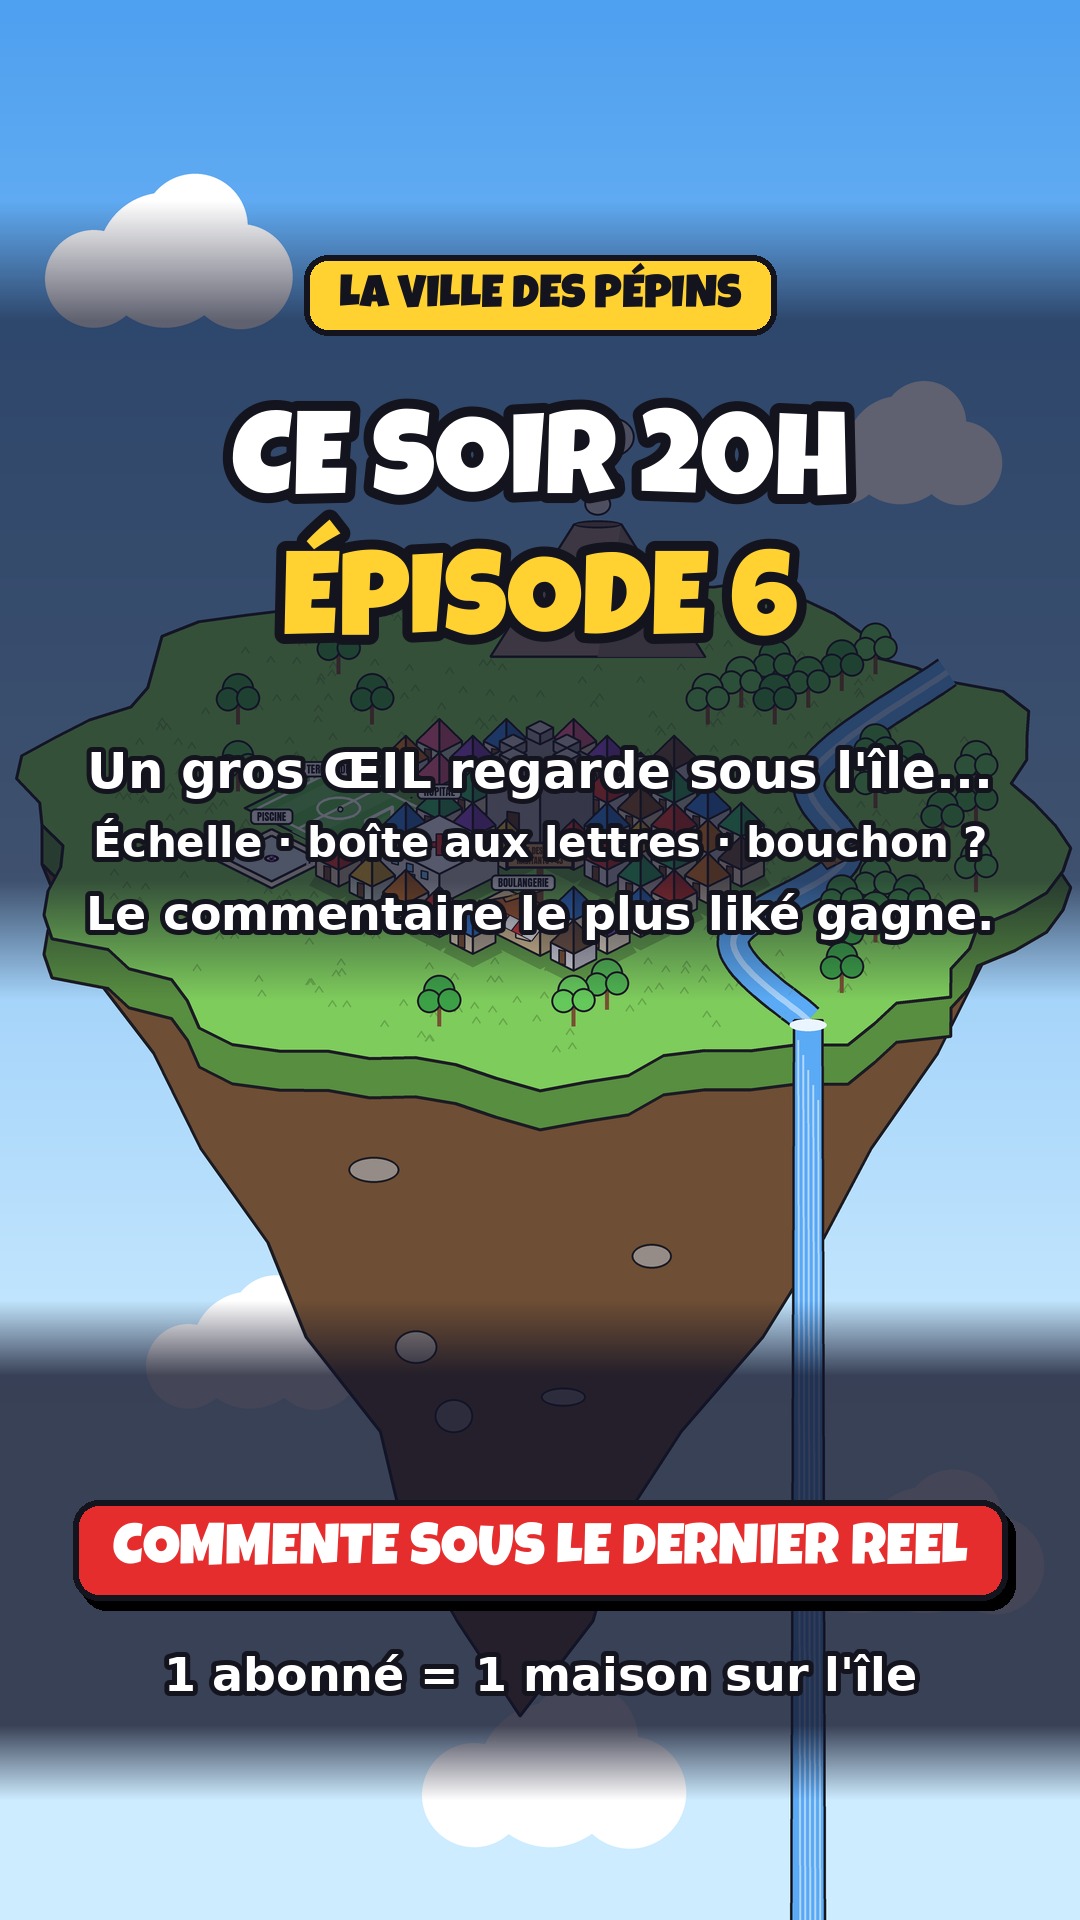 LA VILLE DES PÉPINS
CE SOIR 20H
ÉPISODE 6
Un gros ŒIL regarde sous l'île...
HÔPITAL
PISCINE
Échelle · boîte aux lettres · bouchon ?
BOULANGERIE
Le commentaire le plus liké gagne.
COMMENTE SOUS LE DERNIER REEL
1 abonné = 1 maison sur l'île